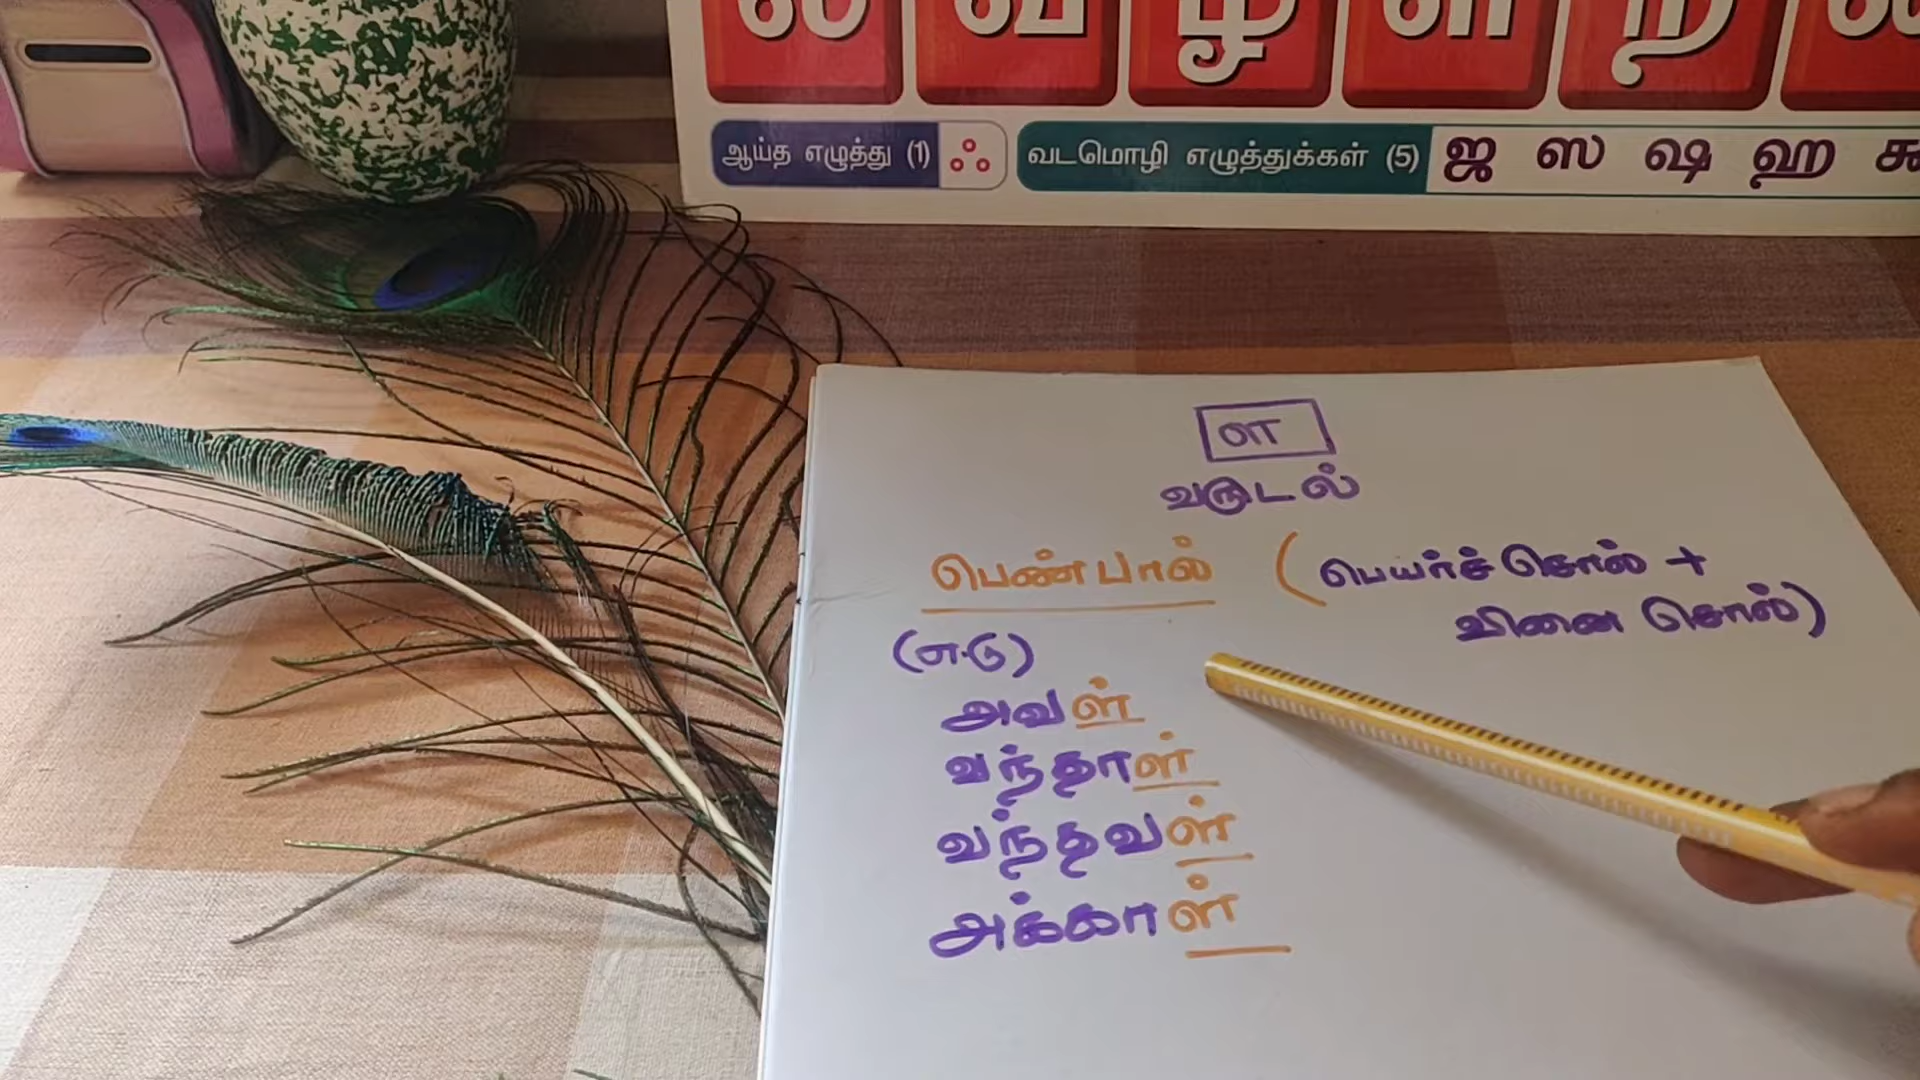 ல வ ழ ள ற
ஆய்த எழுத்து (1) ஃ வடமொழி எழுத்துக்கள் (5) ஜ ஸ ஷ ஹ
ள
வருடல்
பெண்பால் (பெயர்ச் சொல் +
வினை சொல்)
(எ.டு)
அவள்
வந்தாள்
வந்தவள்
அக்காள்